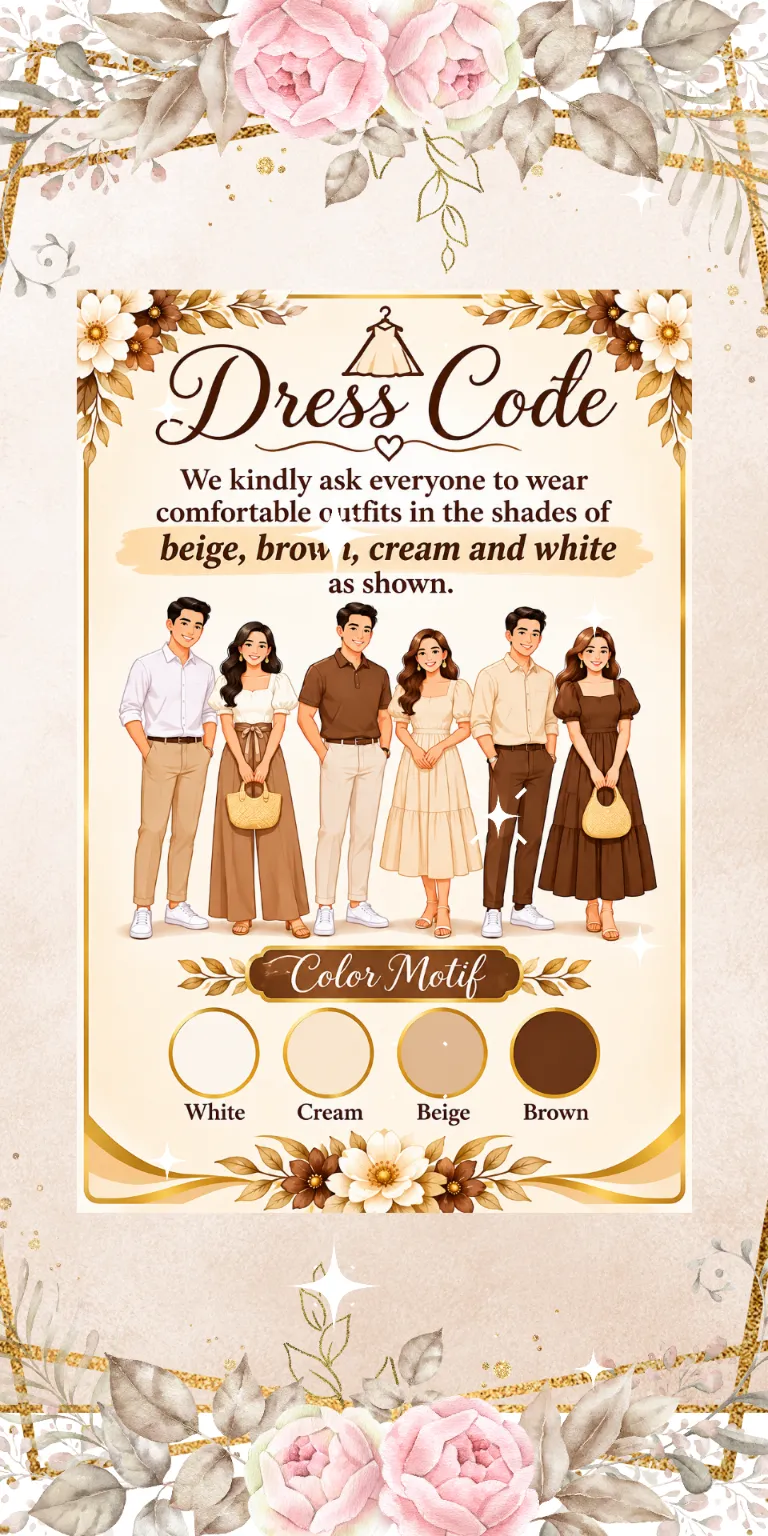 Dress Code
We kindly ask everyone to wear
comfortable outfits in the shades of
beige, brown, cream and white
as shown.
Color Motif
White Cream Beige Brown